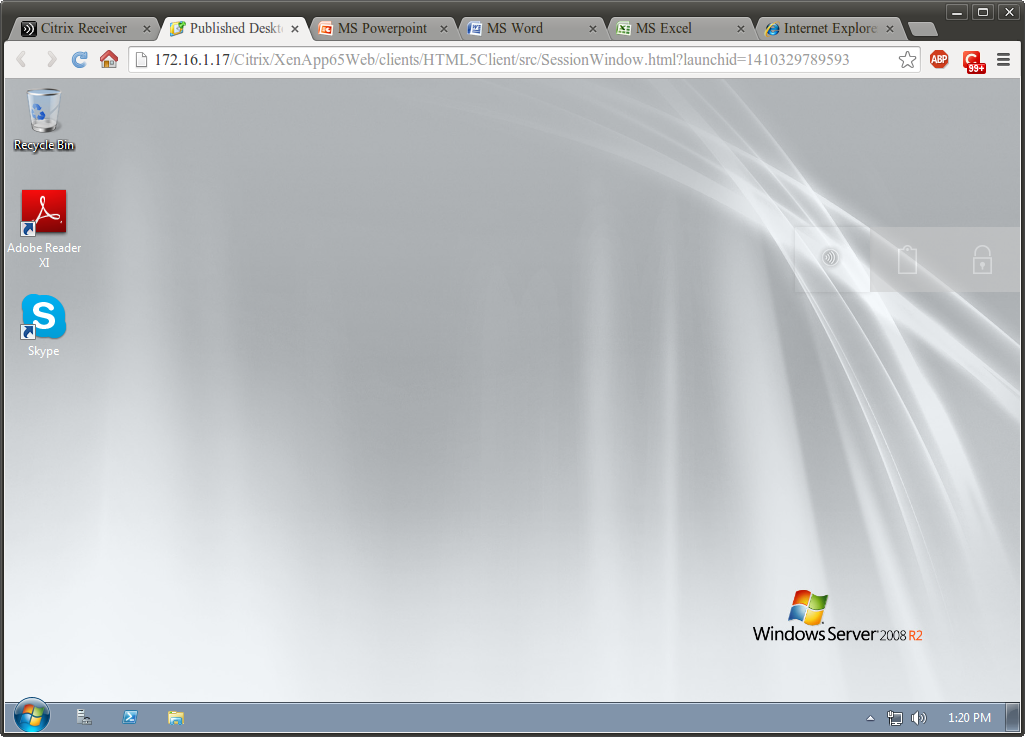 Citrix Receiver
Published Deskt
MS Powerpoint
MS Word
MS Excel
Internet Explore
172.16.1.17/Citrix/XenApp65Web/clients/HTML5Client/src/SessionWindow.html?launchid=1410329789593
ABP
99+
Recycle Bin
Adobe Reader
XI
S
Skype
Windows Server 2008 R2
1:20 PM